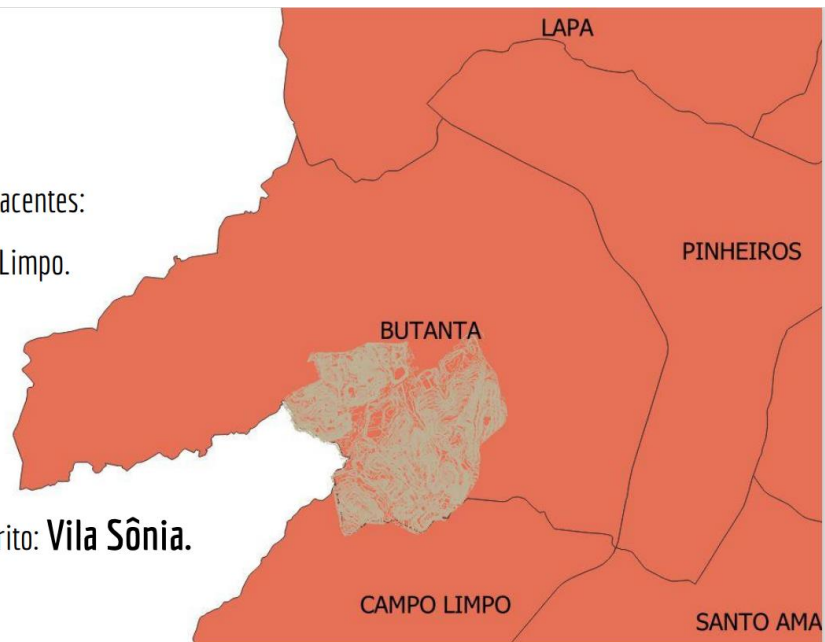 LAPA
acentes:
Limpo.
PINHEIROS
BUTANTA
rito: Vila Sônia.
CAMPO LIMPO
SANTO AMA